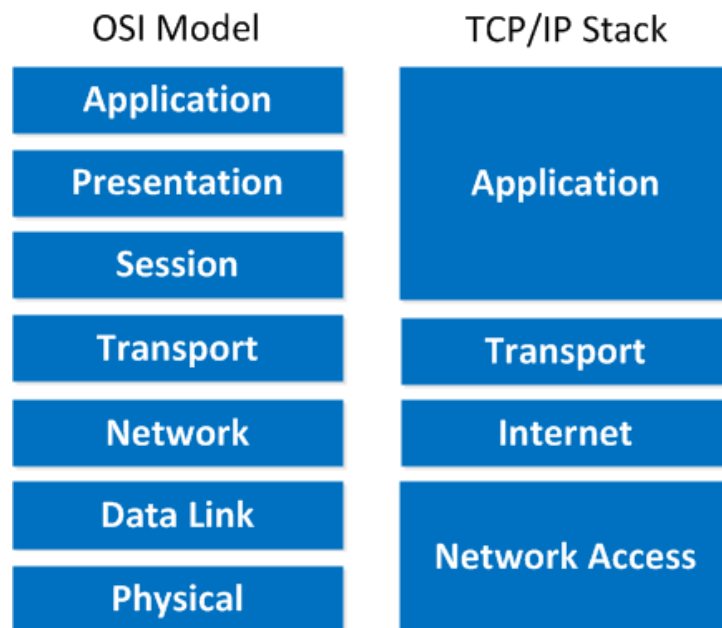 OSI Model
Application
Presentation
Session
Transport
Network
Data Link
Physical
TCP/IP Stack
Application
Transport
Internet
Network Access